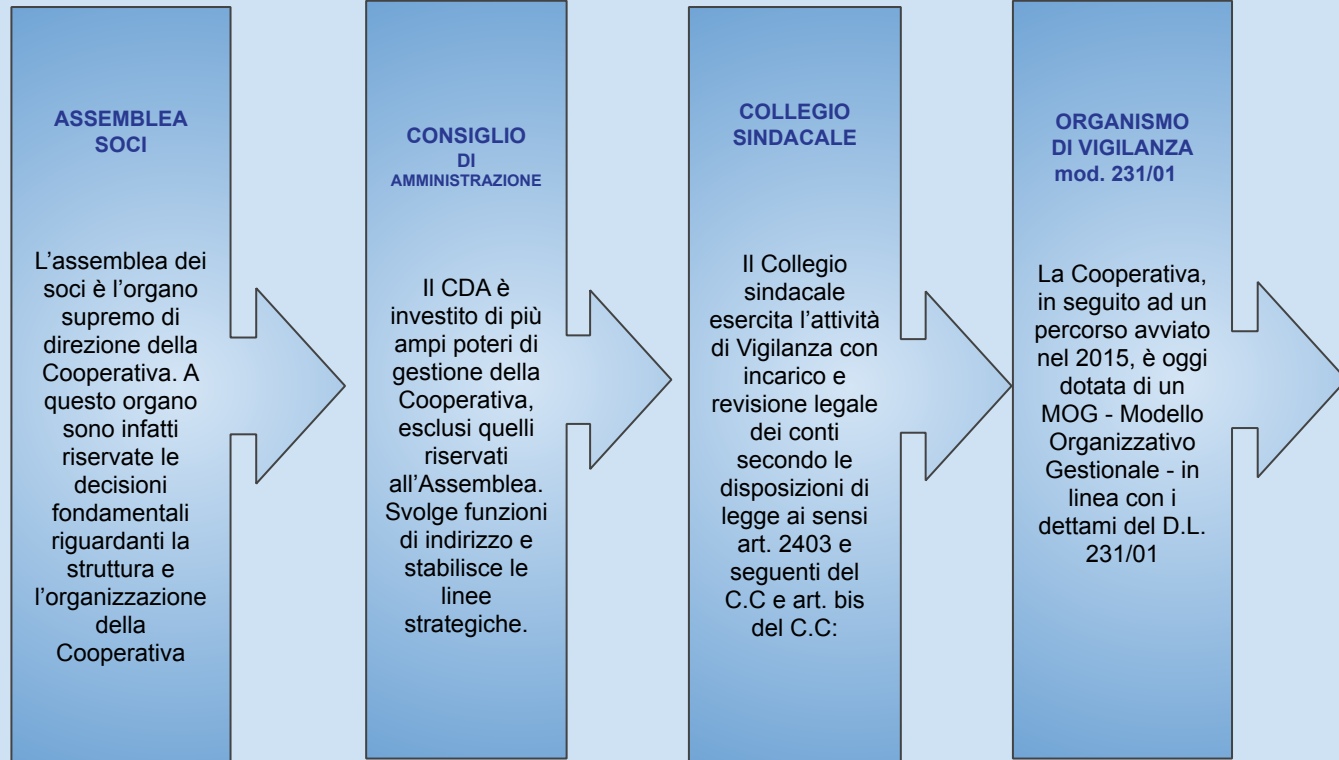 ASSEMBLEA
SOCI
L’assemblea dei
soci è l’organo
supremo di
direzione della
Cooperativa. A
questo organo
sono infatti
riservate le
decisioni
fondamentali
riguardanti la
struttura e
l’organizzazione
della
Cooperativa
CONSIGLIO
DI
AMMINISTRAZIONE
Il CDA è
investito di più
ampi poteri di
gestione della
Cooperativa,
esclusi quelli
riservati
all’Assemblea.
Svolge funzioni
di indirizzo e
stabilisce le
linee
strategiche.
COLLEGIO
SINDACALE
Il Collegio
sindacale
esercita l’attività
di Vigilanza con
incarico e
revisione legale
dei conti
secondo le
disposizioni di
legge ai sensi
art. 2403 e
seguenti del
C.C e art. bis
del C.C:
ORGANISMO
DI VIGILANZA
mod. 231/01
La Cooperativa,
in seguito ad un
percorso avviato
nel 2015, è oggi
dotata di un
MOG - Modello
Organizzativo
Gestionale - in
linea con i
dettami del D.L.
231/01